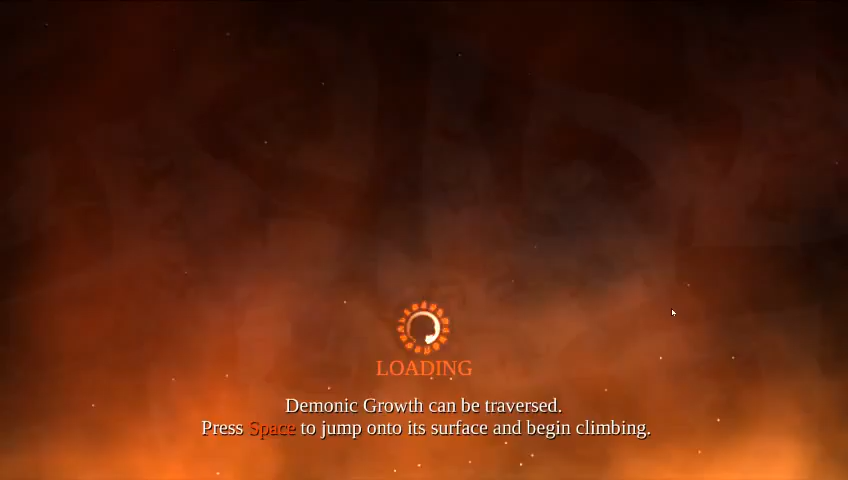 LOADING
Demonic Growth can be traversed.
Press Space to jump onto its surface and begin climbing.